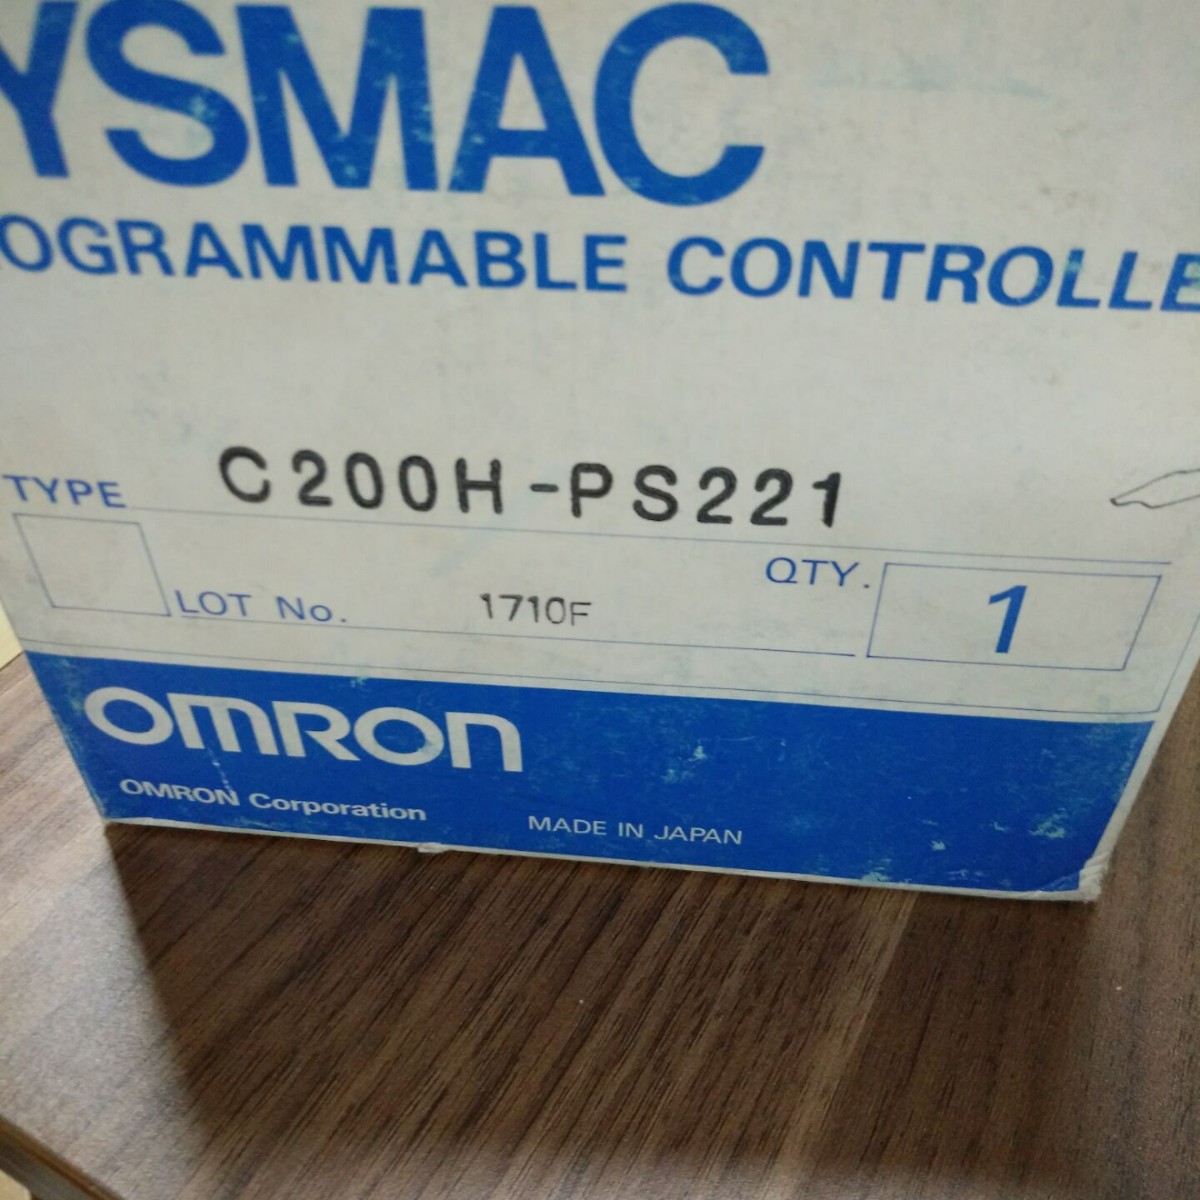 YSMAC
OGRAMMABLE CONTROLLE
TYPE C200H-PS221
QTY. 1
LOT No. 1710F
OMRON
OMRON Corporation
MADE IN JAPAN